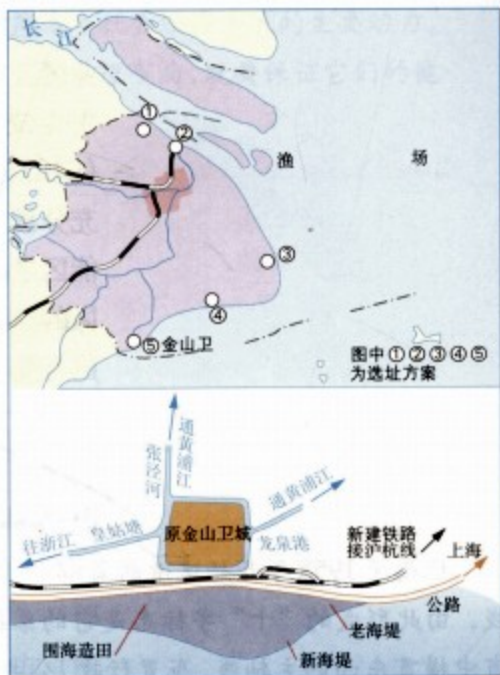 长江
①
②
渔 场
③
④
⑤金山卫
图中①②③④⑤
为选址方案
通黄浦江
张泾河
通黄浦江
往浙江
皇姑塘
原金山卫城
龙泉港
新建铁路
接沪杭线
上海
公路
老海堤
围海造田
新海堤